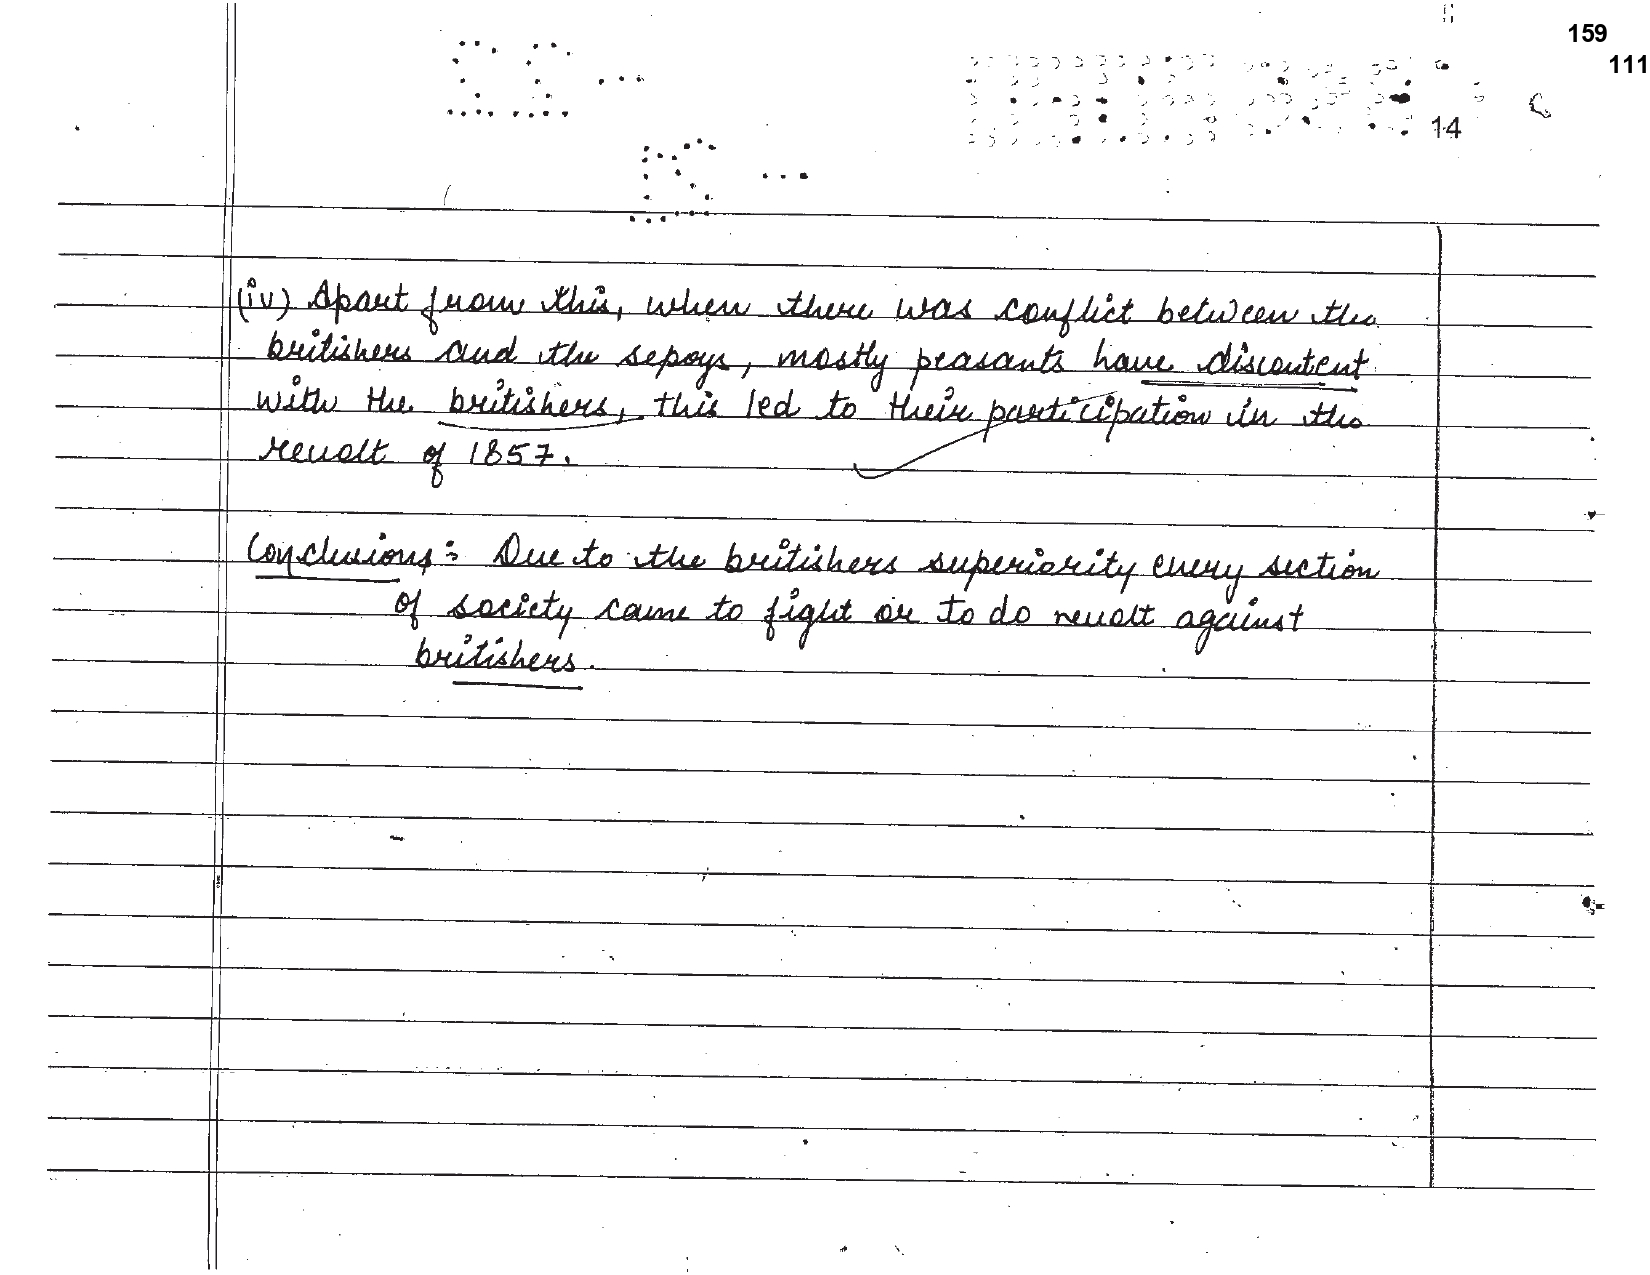 159
111
14
(iv) Apart from this, when there was conflict between the
britishers and the sepoys, mostly peasants have discontent
with the britishers, this led to their participation in the
revolt of 1857.
Conclusions: Due to the britishers superiority every section
of society came to fight or to do revolt against
britishers.